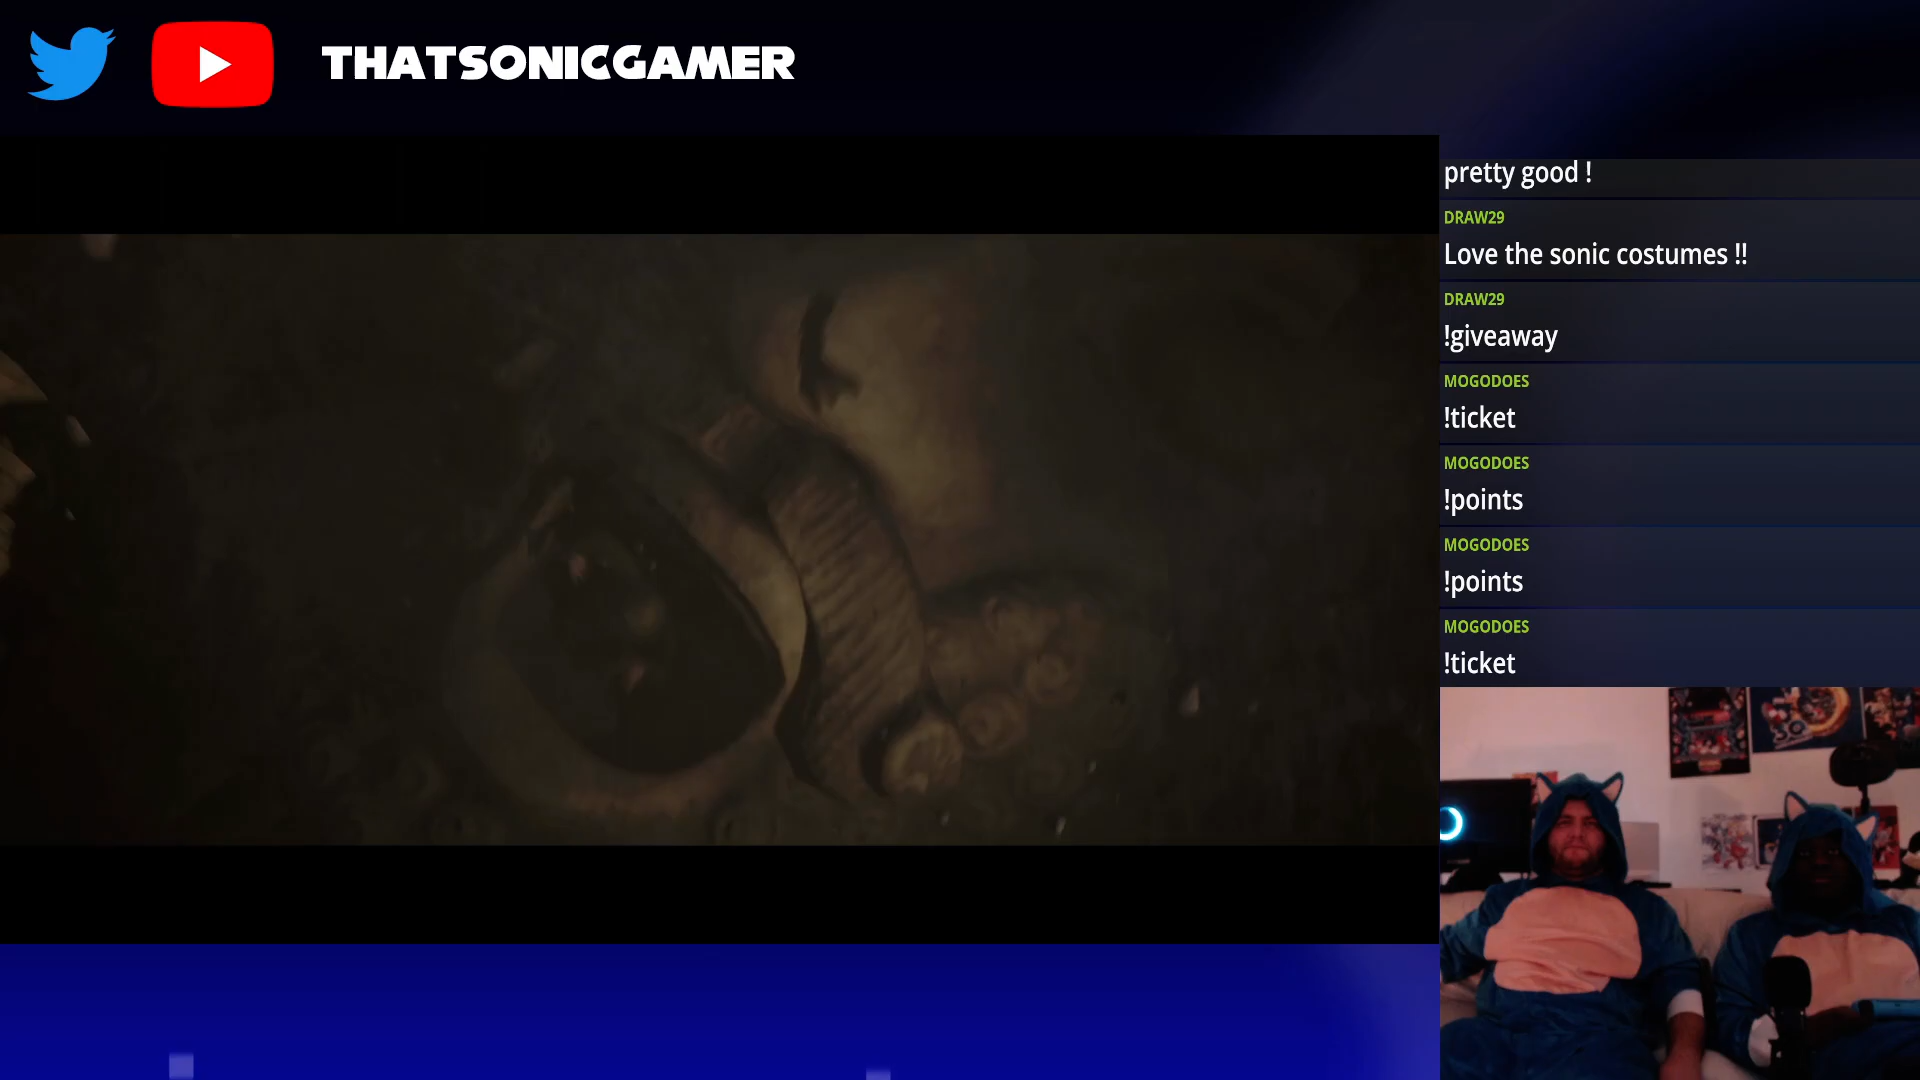 THATSONICGAMER
pretty good !
DRAW29
Love the sonic costumes !!
DRAW29
!giveaway
MOGODOES
!ticket
MOGODOES
!points
MOGODOES
!points
MOGODOES
!ticket